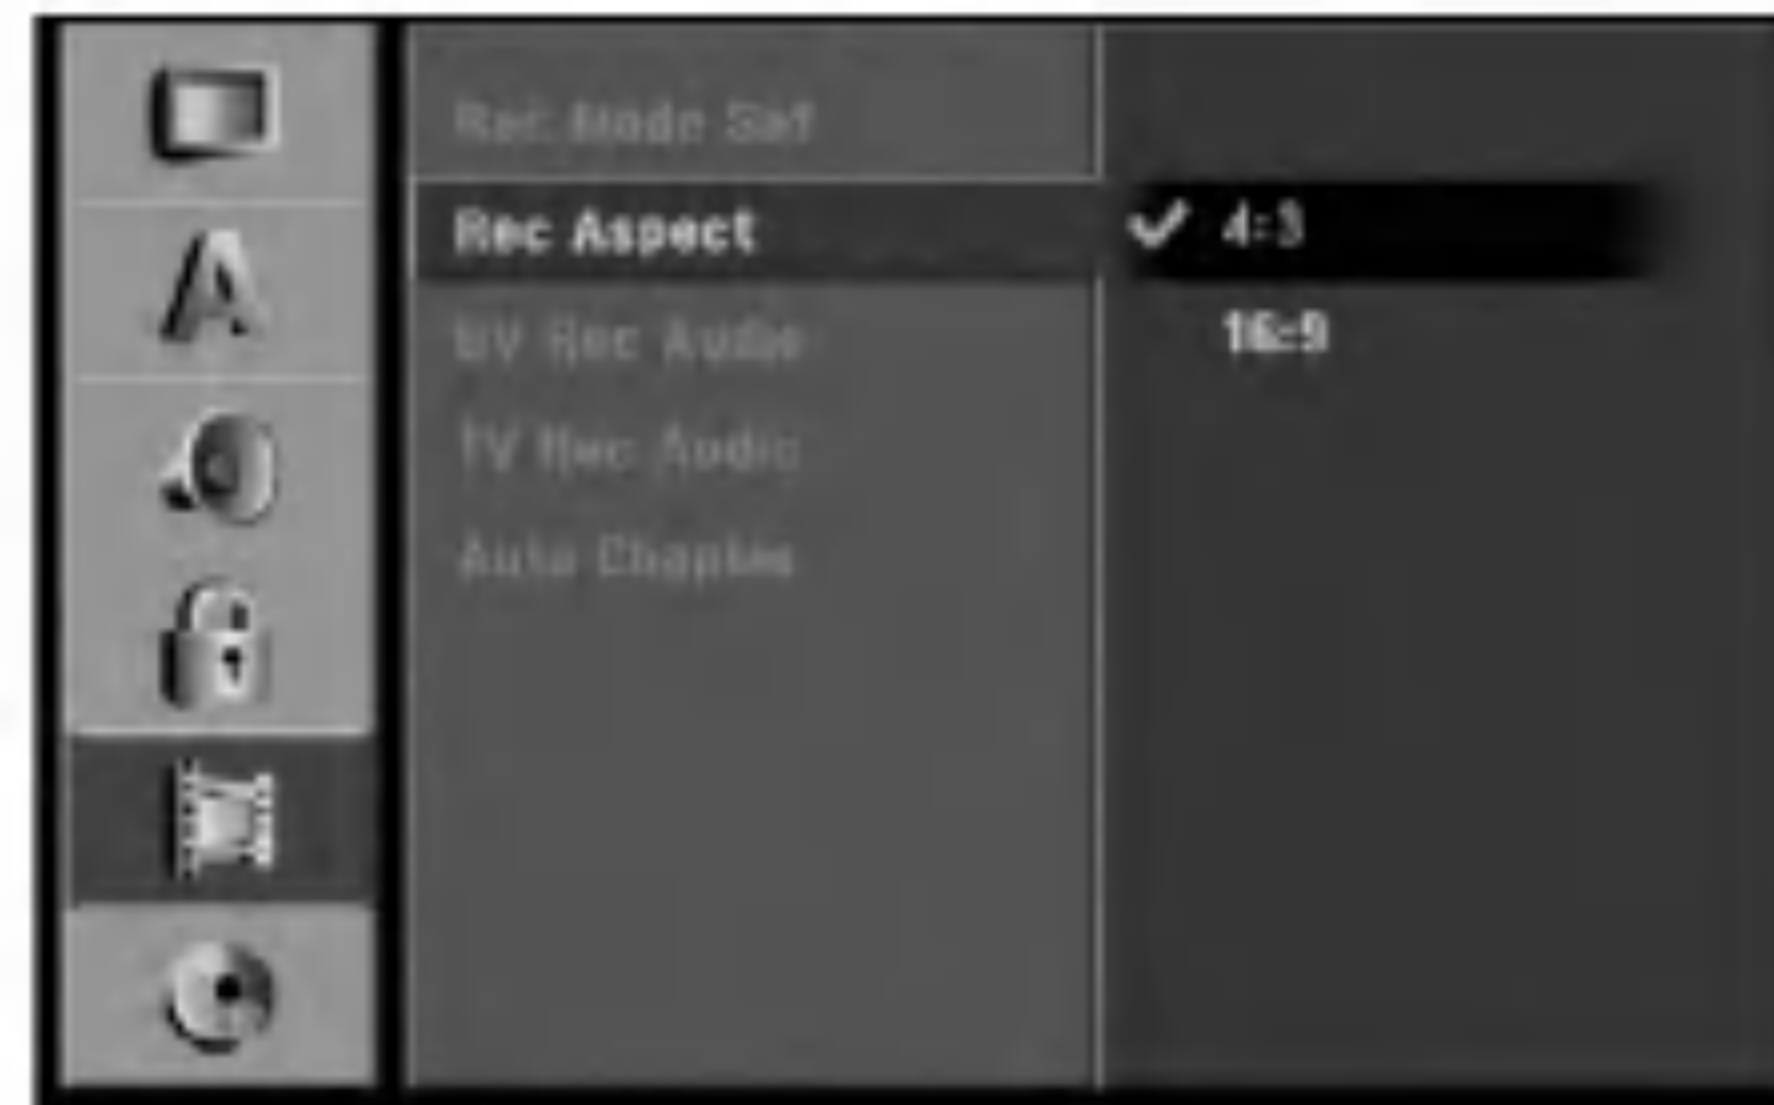 A
Rec Mode Set
Rec Aspect
4:3
16:9
DV Rec Audio
TV Rec Audio
Auto Chapter